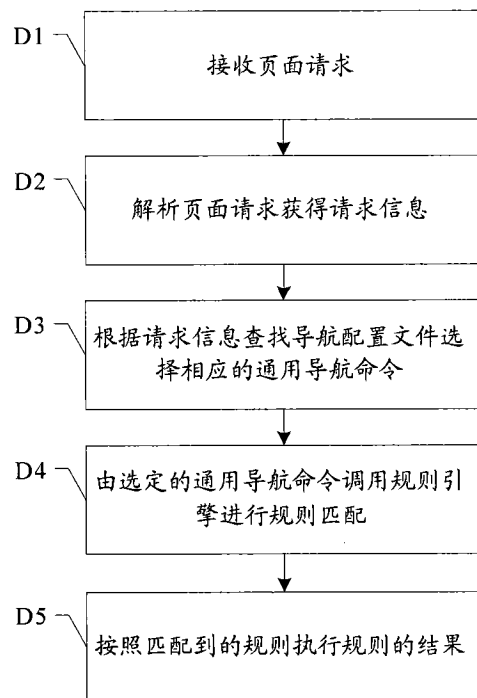 D1
接收页面请求
D2
解析页面请求获得请求信息
D3
根据请求信息查找导航配置文件选
择相应的通用导航命令
D4
由选定的通用导航命令调用规则引
擎进行规则匹配
D5
按照匹配到的规则执行规则的结果